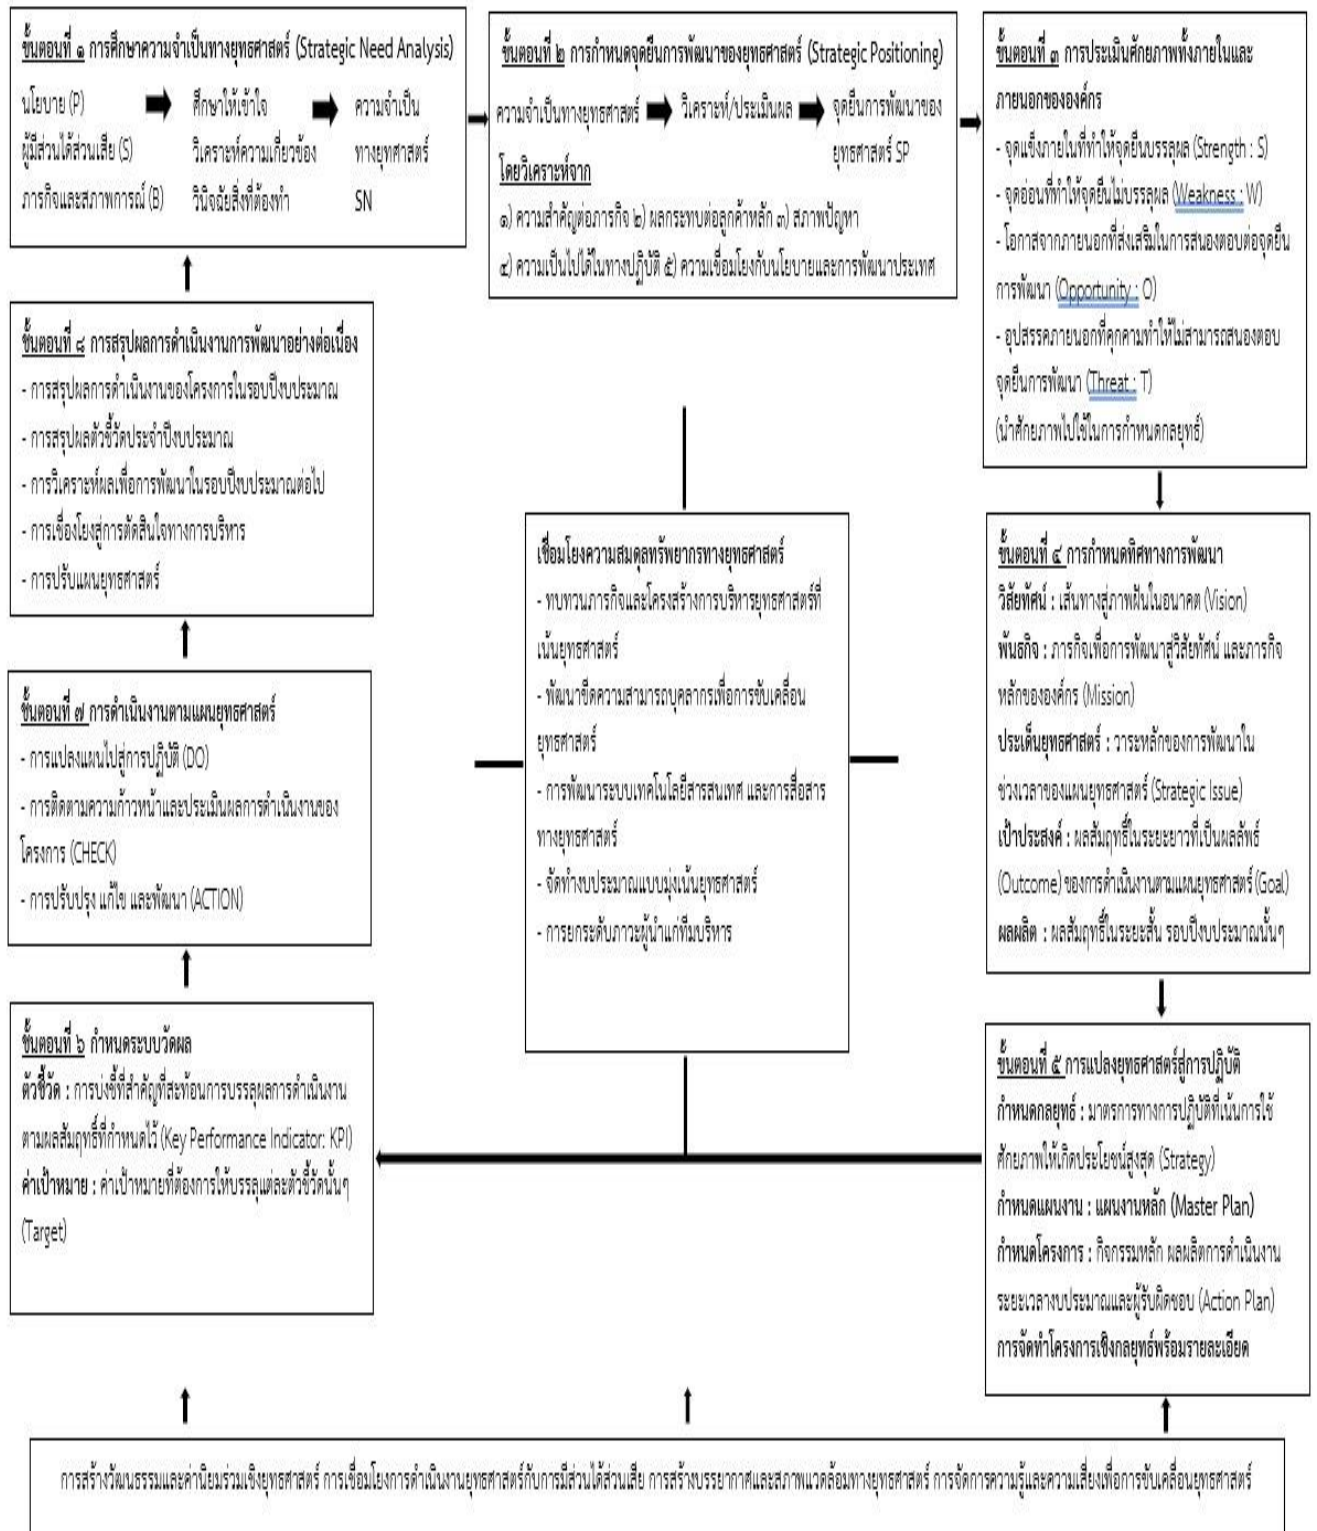 ขั้นตอนที่ ๑ การศึกษาความจำเป็นทางยุทธศาสตร์ (Strategic Need Analysis)
นโยบาย (P)
ผู้มีส่วนได้ส่วนเสีย (S)
ภารกิจและสภาพการณ์ (B)
ศึกษาให้เข้าใจ
วิเคราะห์ความเกี่ยวข้อง
วินิจฉัยสิ่งที่ต้องทำ
ความจำเป็น
ทางยุทศาสตร์
SN
ขั้นตอนที่ ๒ การกำหนดจุดยืนการพัฒนาของยุทธศาสตร์ (Strategic Positioning)
ความจำเป็นทางยุทธศาสตร์
วิเคราะห์/ประเมินผล
จุดยืนการพัฒนาของ
ยุทธศาสตร์ SP
โดยวิเคราะห์จาก
๑) ความสำคัญต่อภารกิจ ๒) ผลกระทบต่อลูกค้าหลัก ๓) สภาพปัญหา
๔) ความเป็นไปได้ในทางปฏิบัติ ๕) ความเชื่อมโยงกับนโยบายและการพัฒนาประเทศ
ขั้นตอนที่ ๓ การประเมินศักยภาพทั้งภายในและ
ภายนอกขององค์กร
- จุดแข็งภายในที่ทำให้จุดยืนบรรลุผล (Strength : S)
- จุดอ่อนที่ทำให้จุดยืนไม่บรรลุผล (Weakness : W)
- โอกาสจากภายนอกที่ส่งเสริมในการสนองตอบต่อจุดยืน
การพัฒนา (Opportunity : O)
- อุปสรรคภายนอกที่คุกคามทำให้ไม่สามารถสนองตอบ
จุดยืนการพัฒนา (Threat : T)
(นำศักยภาพไปใช้ในการกำหนดกลยุทธ์)
ขั้นตอนที่ ๔ การกำหนดทิศทางการพัฒนา
วิสัยทัศน์ : เส้นทางสู่ภาพฝันในอนาคต (Vision)
พันธกิจ : ภารกิจเพื่อการพัฒนาสู่วิสัยทัศน์ และภารกิจ
หลักขององค์กร (Mission)
ประเด็นยุทธศาสตร์ : วาระหลักของการพัฒนาใน
ช่วงเวลาของแผนยุทธศาสตร์ (Strategic Issue)
เป้าประสงค์ : ผลสัมฤทธิ์ในระยะยาวที่เป็นผลลัพธ์
(Outcome) ของการดำเนินงานตามแผนยุทธศาสตร์ (Goal)
ผลผลิต : ผลสัมฤทธิ์ในระยะสั้น รอบปีงบประมาณนั้นๆ
ขั้นตอนที่ ๕ การแปลงยุทธศาสตร์สู่การปฏิบัติ
กำหนดกลยุทธ์ : มาตรการทางการปฏิบัติที่เน้นการใช้
ศักยภาพให้เกิดประโยชน์สูงสุด (Strategy)
กำหนดแผนงาน : แผนงานหลัก (Master Plan)
กำหนดโครงการ : กิจกรรมหลัก ผลผลิตการดำเนินงาน
ระยะเวลางบประมาณและผู้รับผิดชอบ (Action Plan)
การจัดทำโครงการเชิงกลยุทธ์พร้อมรายละเอียด
ขั้นตอนที่ ๖ กำหนดระบบวัดผล
ตัวชี้วัด : การบ่งชี้ที่สำคัญที่สะท้อนการบรรลุผลการดำเนินงาน
ตามผลสัมฤทธิ์ที่กำหนดไว้ (Key Performance Indicator: KPI)
ค่าเป้าหมาย : ค่าเป้าหมายที่ต้องการให้บรรลุแต่ละตัวชี้วัดนั้นๆ
(Target)
ขั้นตอนที่ ๗ การดำเนินงานตามแผนยุทธศาสตร์
- การแปลงแผนไปสู่การปฏิบัติ (DO)
- การติดตามความก้าวหน้าและประเมินผลการดำเนินงานของ
โครงการ (CHECK)
- การปรับปรุง แก้ไข และพัฒนา (ACTION)
ขั้นตอนที่ ๘ การสรุปผลการดำเนินงานการพัฒนาอย่างต่อเนื่อง
- การสรุปผลการดำเนินงานของโครงการในรอบปีงบประมาณ
- การสรุปผลตัวชี้วัดประจำปีงบประมาณ
- การวิเคราะห์ผลเพื่อการพัฒนาในรอบปีงบประมาณต่อไป
- การเชื่องโยงสู่การตัดสินใจทางการบริหาร
- การปรับแผนยุทธศาสตร์
เชื่อมโยงความสมดุลทรัพยากรทางยุทธศาสตร์
- ทบทวนภารกิจและโครงสร้างการบริหารยุทธศาสตร์ที่
เน้นยุทธศาสตร์
- พัฒนาขีดความสามารถบุคลากรเพื่อการขับเคลื่อน
ยุทธศาสตร์
- การพัฒนาระบบเทคโนโลยีสารสนเทศ และการสื่อสาร
ทางยุทธศาสตร์
- จัดทำงบประมาณแบบมุ่งเน้นยุทธศาสตร์
- การยกระดับภาวะผู้นำแก่ทีมบริหาร
การสร้างวัฒนธรรมและค่านิยมร่วมเชิงยุทธศาสตร์ การเชื่อมโยงการดำเนินงานยุทธศาสตร์กับการมีส่วนได้ส่วนเสีย การสร้างบรรยากาศและสภาพแวดล้อมทางยุทธศาสตร์ การจัดการความรู้และความเสี่ยงเพื่อการขับเคลื่อนยุทธศาสตร์